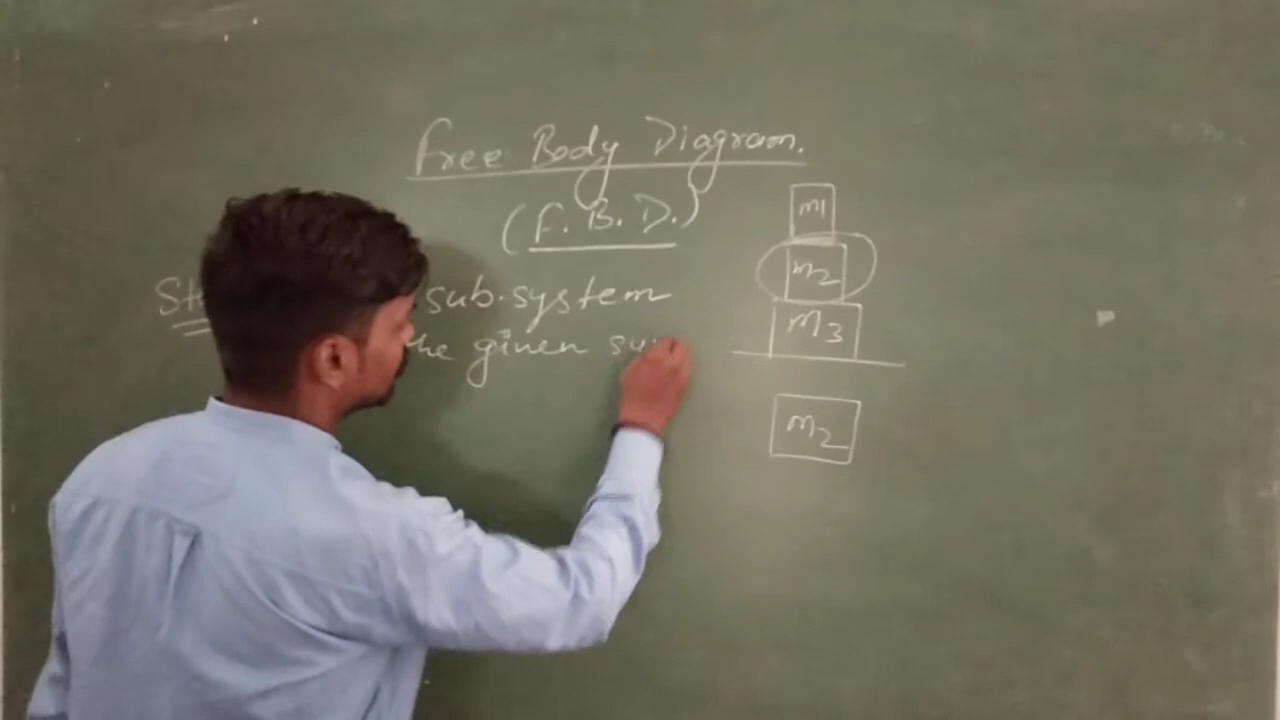 Free Body Diagram.
(F. B. D.)
sub-system
the given
m1
m2
m3
m2